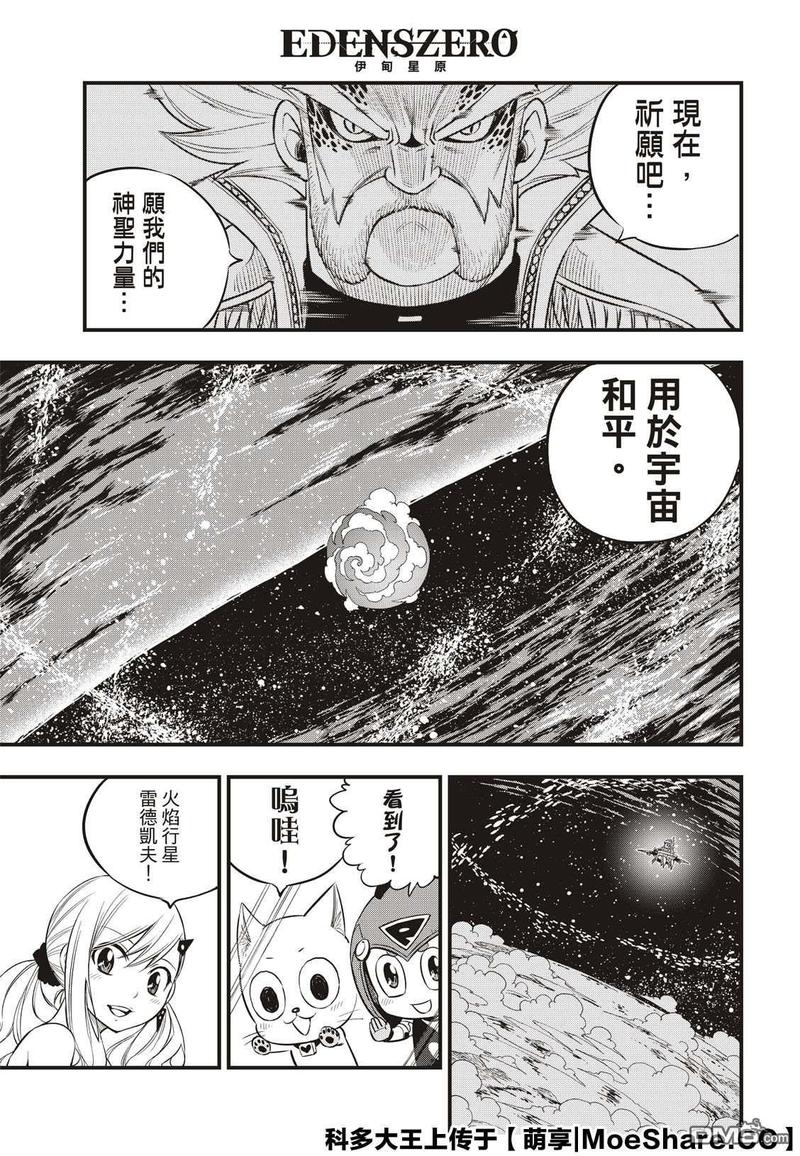 EDENSZERO
伊甸星原
現在，
祈願吧…
願我們的
神聖力量…
用於宇宙
和平。
看到了！
嗚哇！
火焰行星
雷德凱夫！
科多大王上传于【萌享|MoeShare.CC】